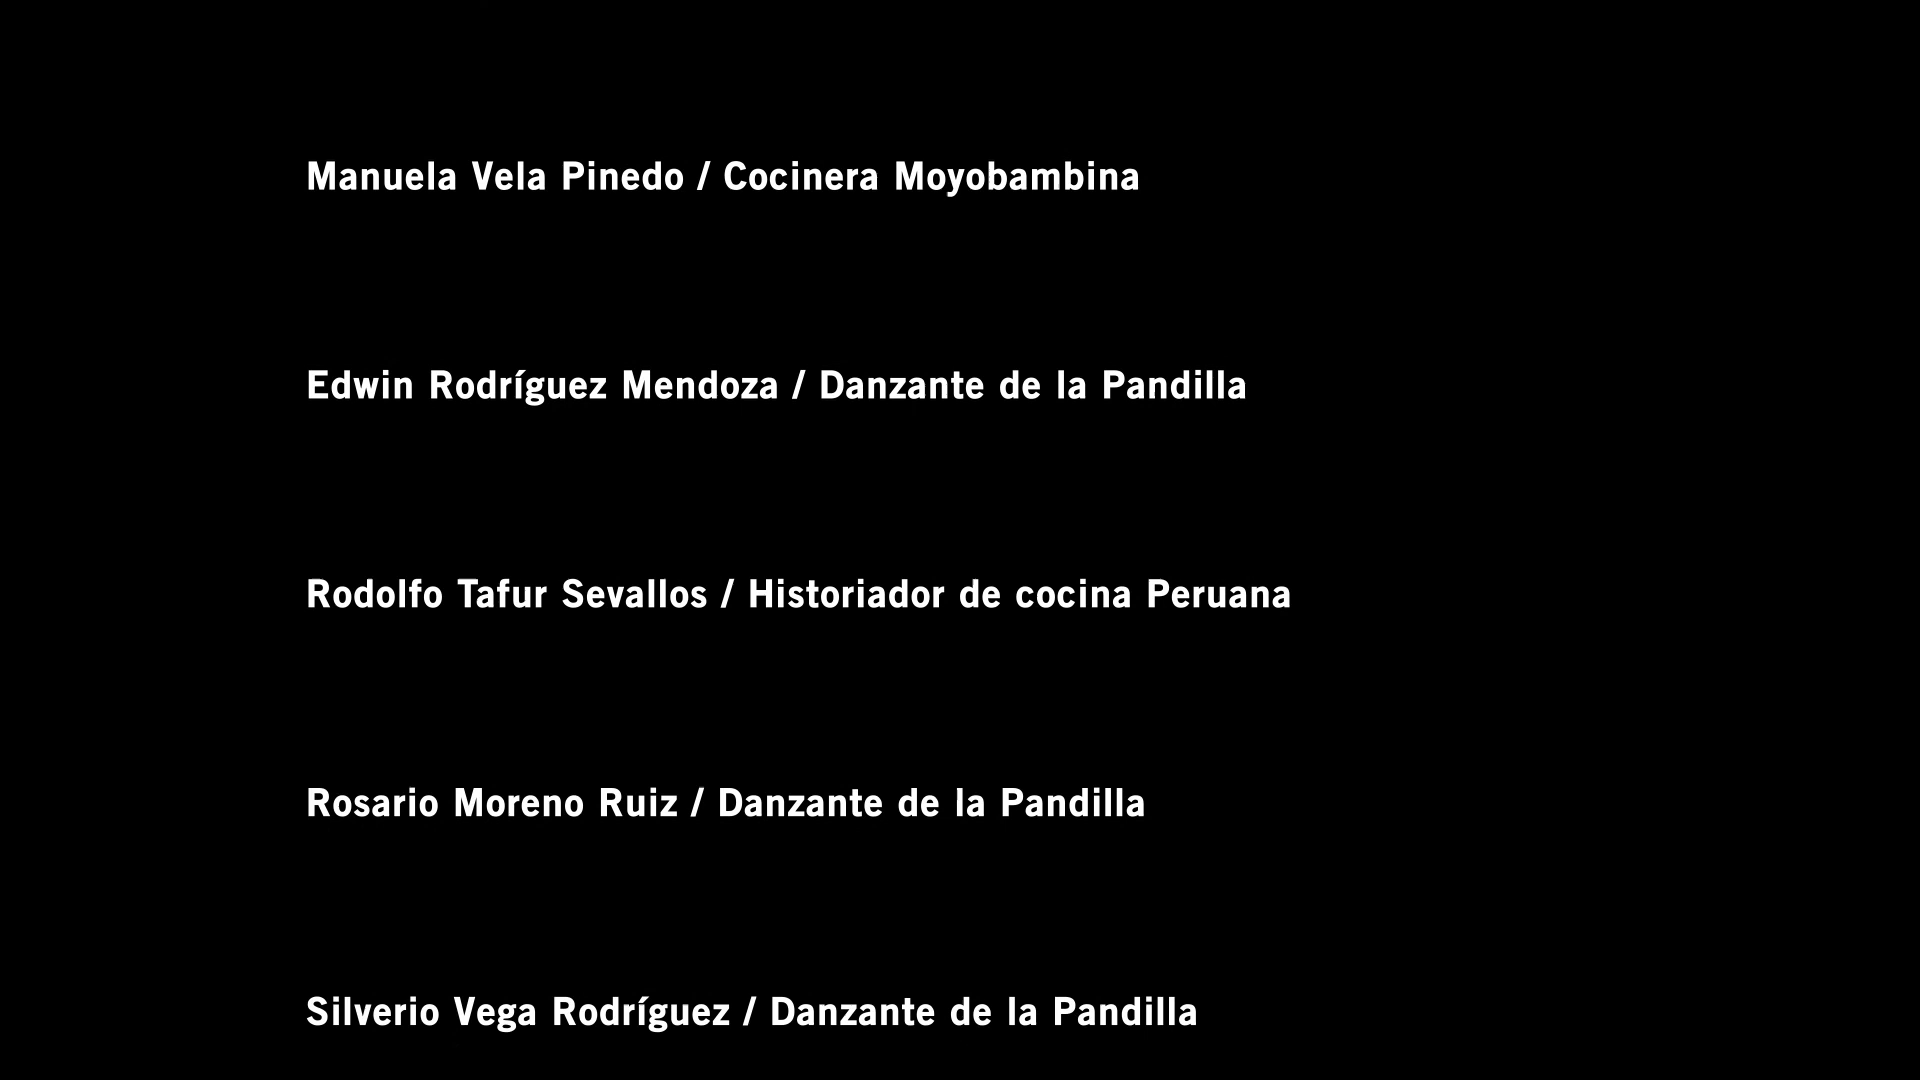 Manuela Vela Pinedo / Cocinera Moyobambina
Edwin Rodríguez Mendoza / Danzante de la Pandilla
Rodolfo Tafur Sevallos / Historiador de cocina Peruana
Rosario Moreno Ruiz / Danzante de la Pandilla
Silverio Vega Rodríguez / Danzante de la Pandilla